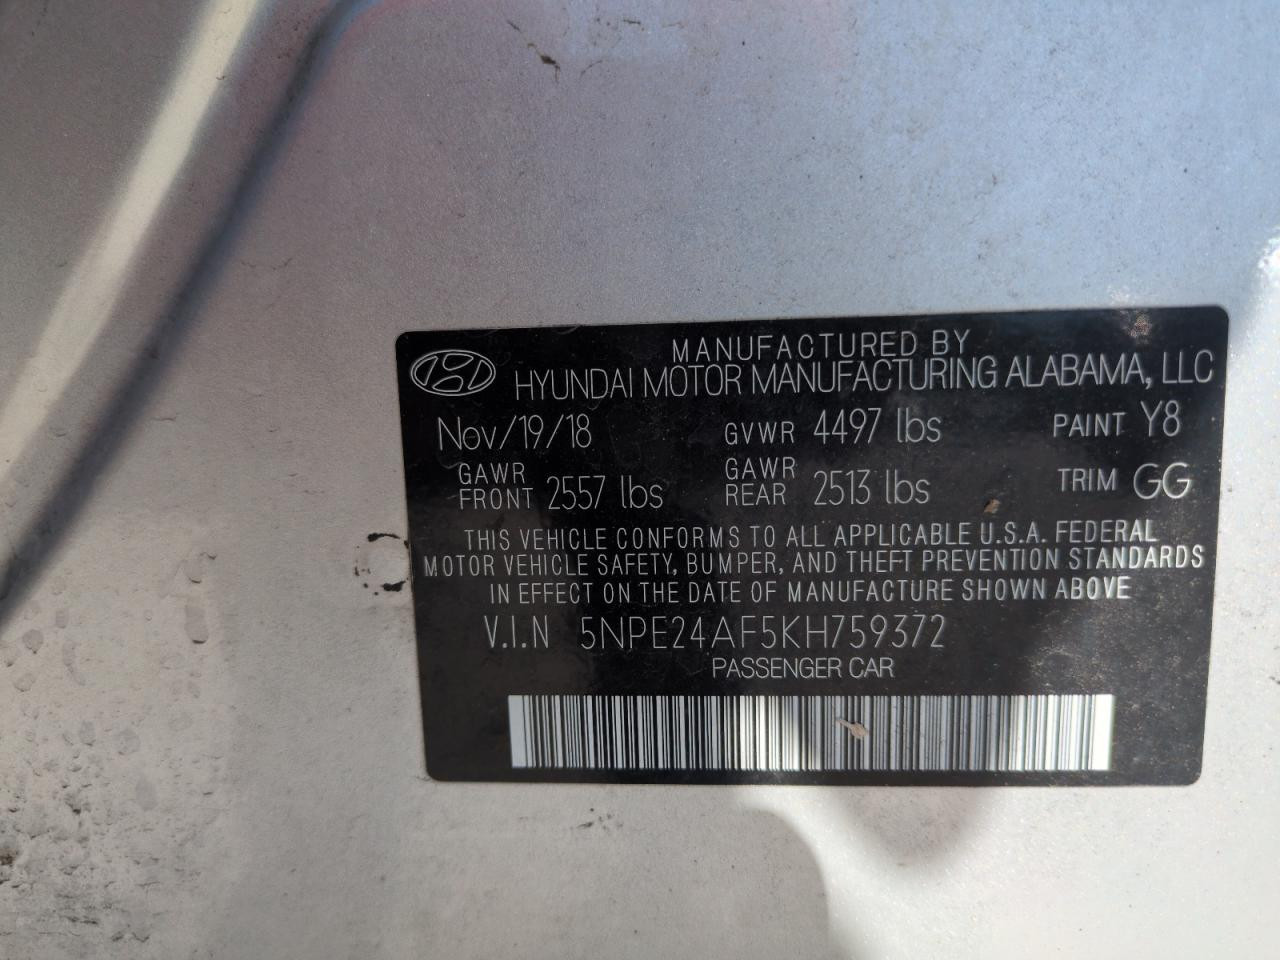 MANUFACTURED BY
HYUNDAI MOTOR MANUFACTURING ALABAMA, LLC
Nov/19/18 GVWR 4497 lbs PAINT Y8
GAWR FRONT 2557 lbs GAWR REAR 2513 lbs TRIM GG
THIS VEHICLE CONFORMS TO ALL APPLICABLE U.S.A. FEDERAL
MOTOR VEHICLE SAFETY, BUMPER, AND THEFT PREVENTION STANDARDS
IN EFFECT ON THE DATE OF MANUFACTURE SHOWN ABOVE
V.I.N 5NPE24AF5KH759372
PASSENGER CAR